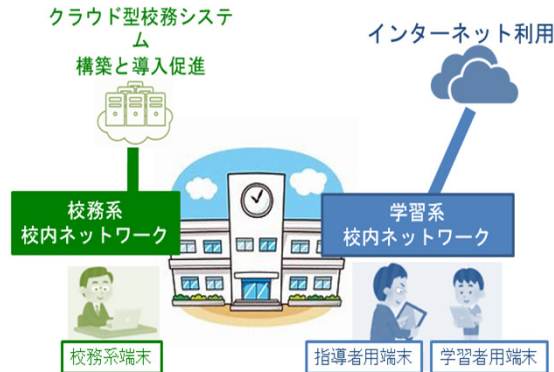 クラウド型校務システ
ム
構築と導入促進
インターネット利用
校務系
校内ネットワーク
学習系
校内ネットワーク
校務系端末
指導者用端末
学習者用端末